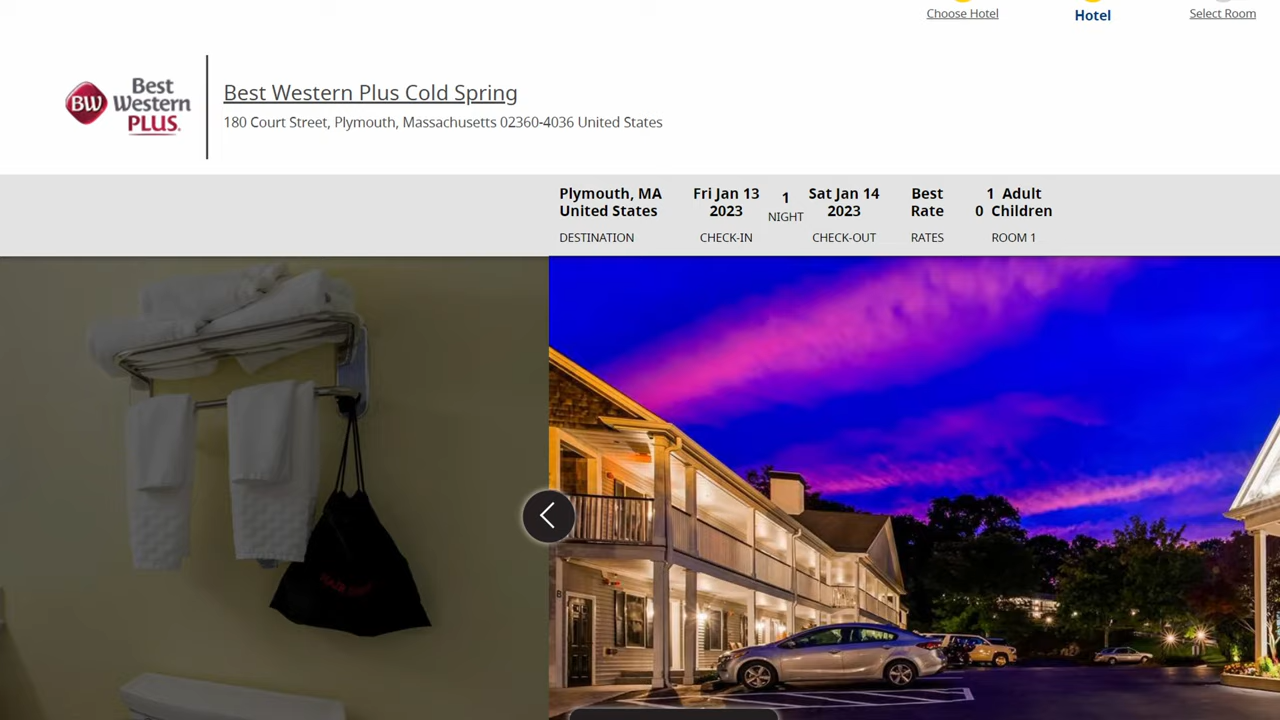 Choose Hotel
Hotel
Select Room
BW
Best
Western
PLUS.
Best Western Plus Cold Spring
180 Court Street, Plymouth, Massachusetts 02360-4036 United States
Plymouth, MA
United States
DESTINATION
Fri Jan 13
2023
CHECK-IN
1
NIGHT
Sat Jan 14
2023
CHECK-OUT
Best
Rate
RATES
1 Adult
0 Children
ROOM 1
B